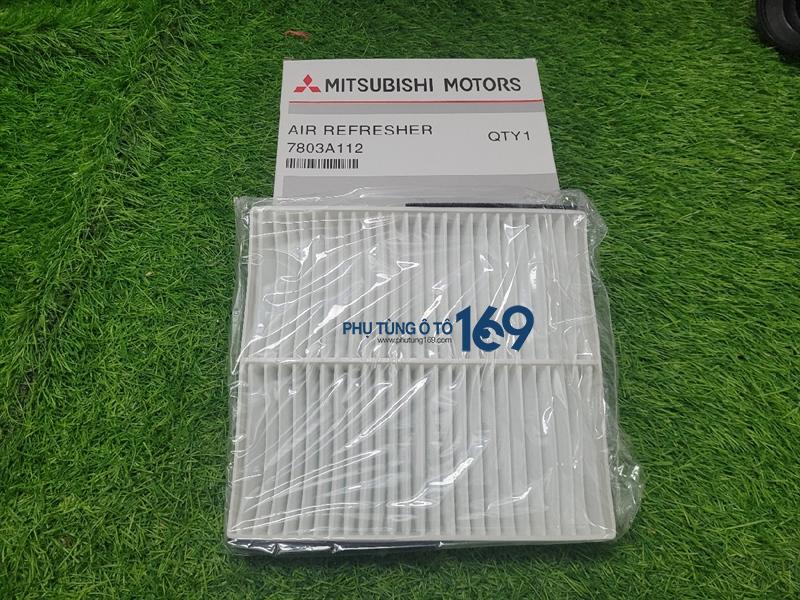 MITSUBISHI MOTORS
AIR REFRESHER
QTY1
7803A112
PHỤ TÙNG Ô TÔ 169
www.phutung169.com